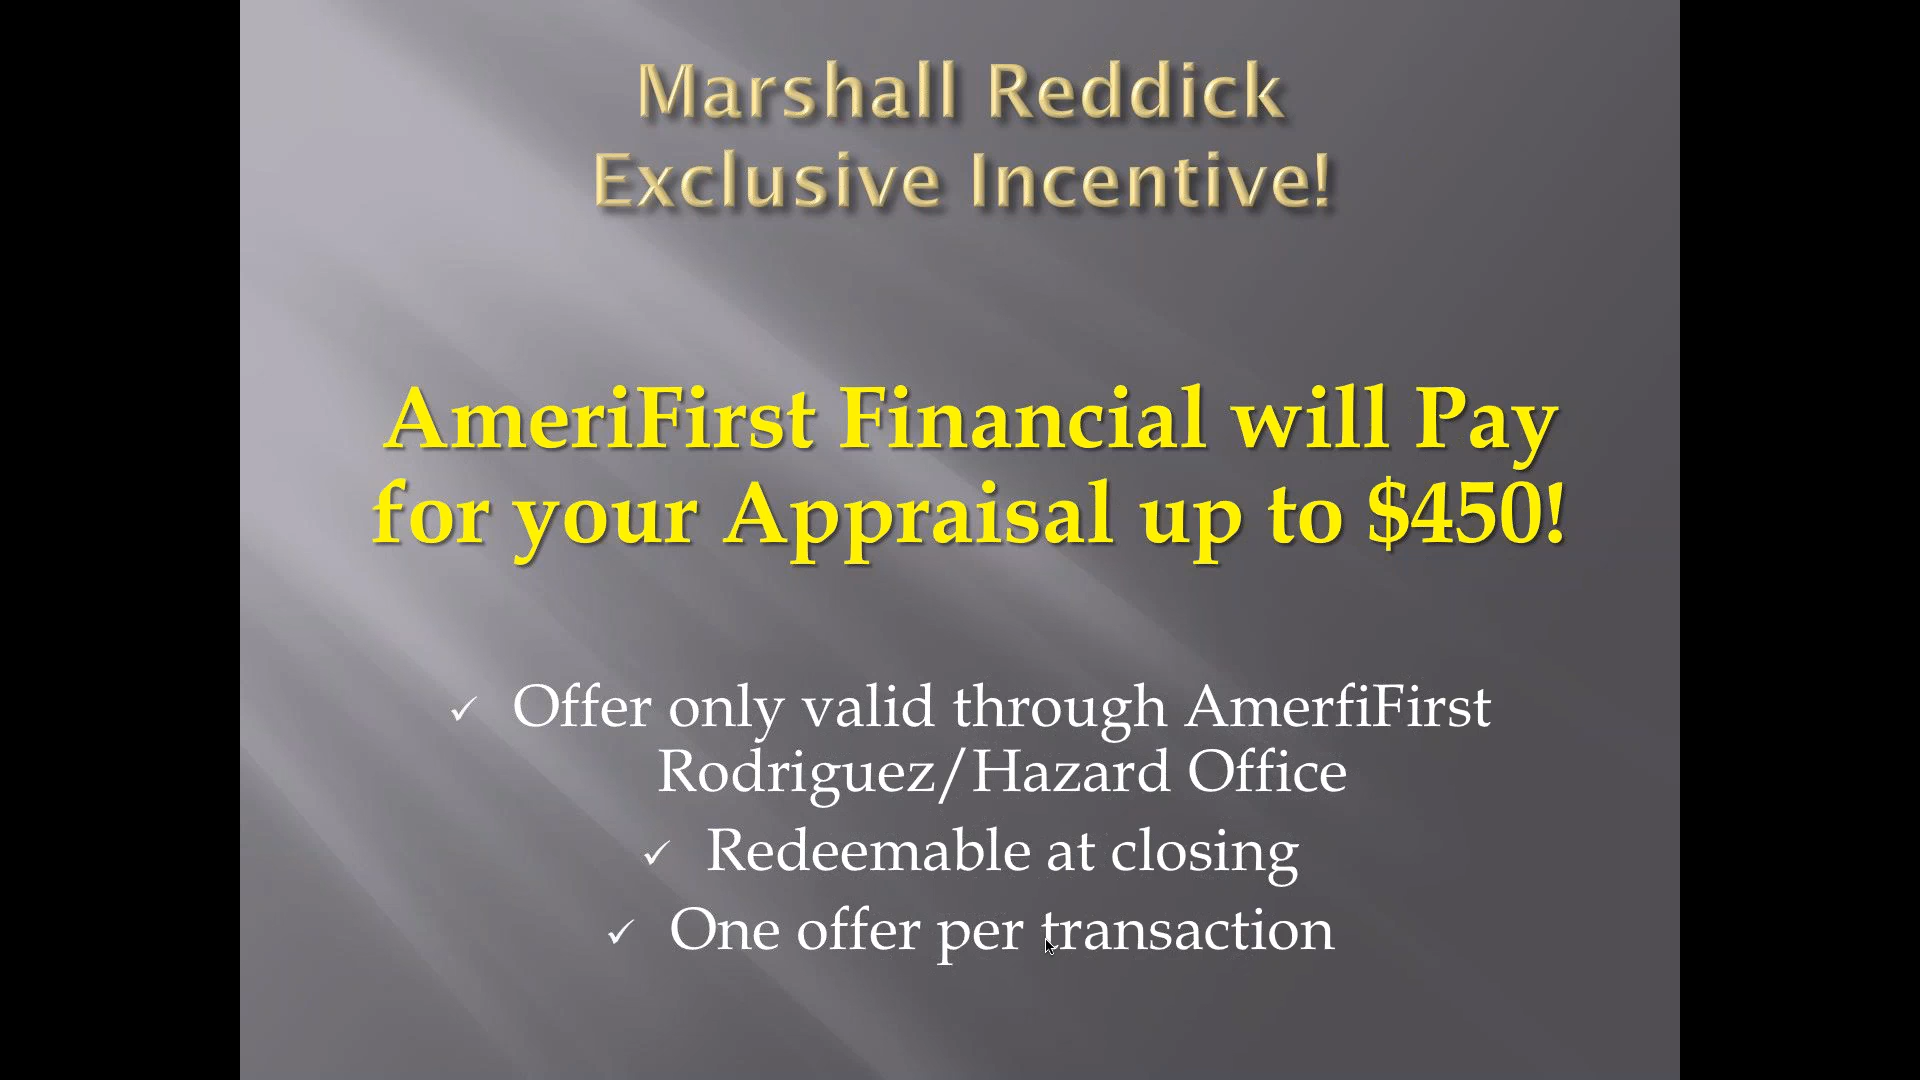 Marshall Reddick
Exclusive Incentive!
AmeriFirst Financial will Pay
for your Appraisal up to $450!
✓ Offer only valid through AmerfiFirst
Rodriguez/Hazard Office
✓ Redeemable at closing
✓ One offer per transaction